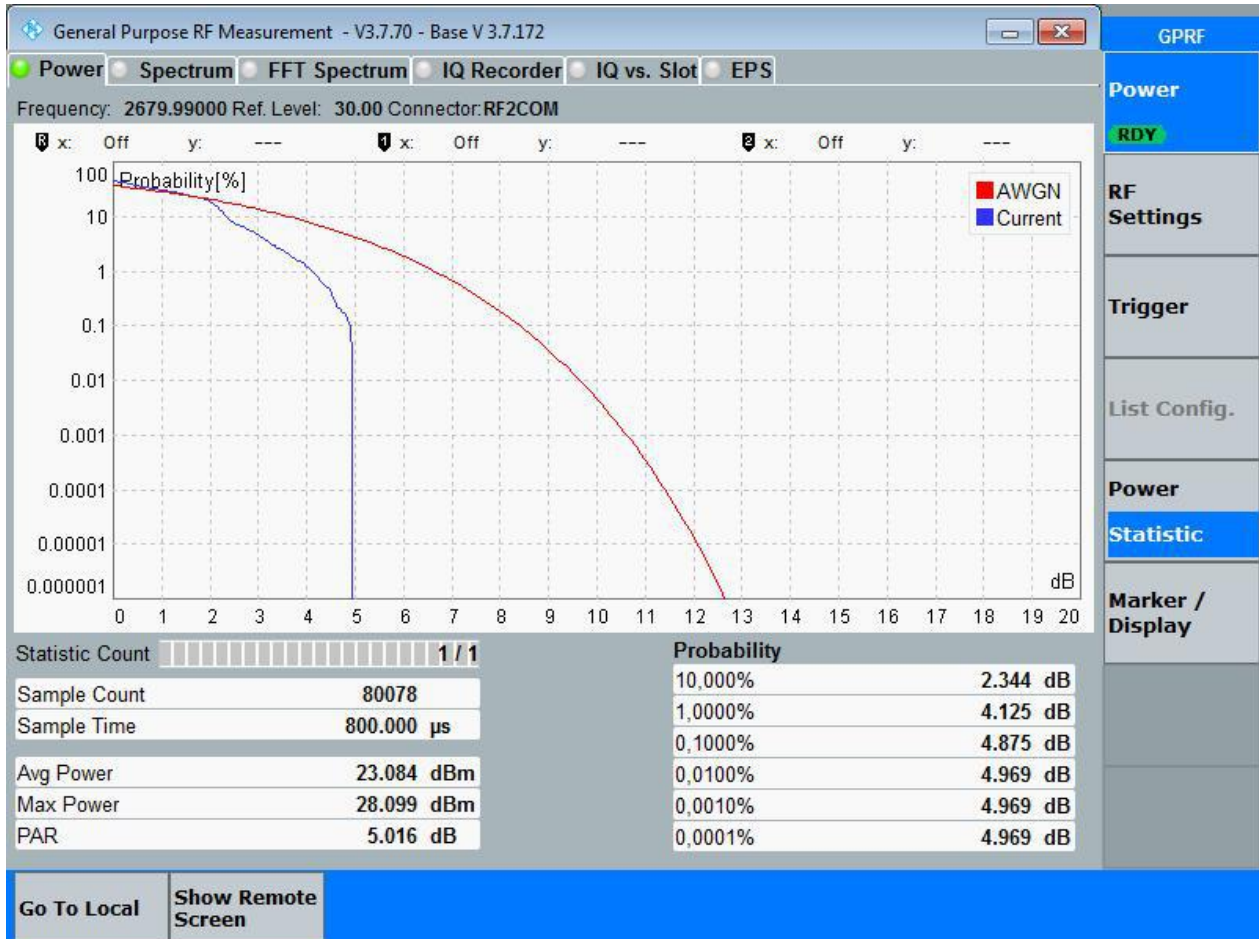 General Purpose RF Measurement - V3.7.70 - Base V 3.7.172
GPRF
Power Spectrum FFT Spectrum IQ Recorder IQ vs. Slot EPS
Frequency: 2679.99000 Ref. Level: 30.00 Connector: RF2COM
R x: Off y: --- 1 x: Off y: --- 2 x: Off y: ---
Probability[%]
AWGN
Current
100
10
1
0.1
0.01
0.001
0.0001
0.00001
0.000001
dB
0 1 2 3 4 5 6 7 8 9 10 11 12 13 14 15 16 17 18 19 20
Statistic Count 1 / 1
Sample Count 80078
Sample Time 800.000 µs
Avg Power 23.084 dBm
Max Power 28.099 dBm
PAR 5.016 dB
Probability
10,000% 2.344 dB
1,0000% 4.125 dB
0,1000% 4.875 dB
0,0100% 4.969 dB
0,0010% 4.969 dB
0,0001% 4.969 dB
Power
RDY
RF
Settings
Trigger
List Config.
Power
Statistic
Marker /
Display
Go To Local
Show Remote
Screen